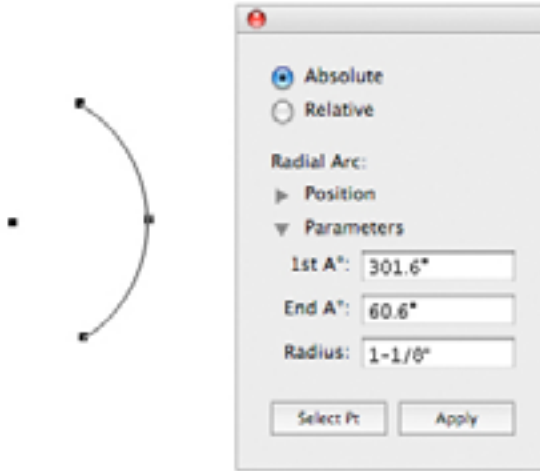 Absolute
Relative
Radial Arc:
Position
Parameters
1st A°: 301.6°
End A°: 60.6°
Radius: 1-1/8"
Select Pt Apply